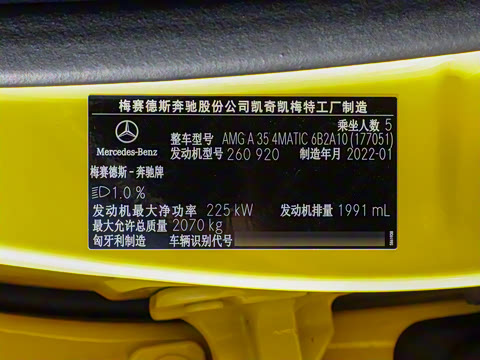 梅赛德斯奔驰股份公司凯奇凯梅特工厂制造
乘坐人数 5
整车型号 AMG A 35 4MATIC 6B2A10 (177051)
Mercedes-Benz 发动机型号 260 920 制造年月 2022-01
梅赛德斯－奔驰牌
1.0 %
发动机最大净功率 225 kW 发动机排量 1991 mL
最大允许总质量 2070 kg
匈牙利制造 车辆识别代号